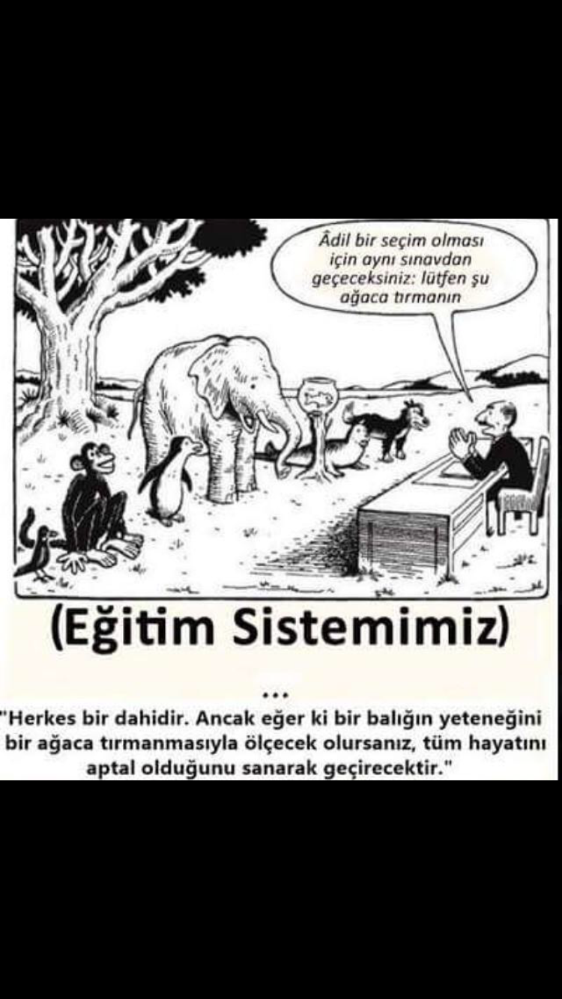 Âdil bir seçim olması
için aynı sınavdan
geçeceksiniz: lütfen şu
ağaca tırmanın
(Eğitim Sistemimiz)
...
"Herkes bir dahidir. Ancak eğer ki bir balığın yeteneğini
bir ağaca tırmanmasıyla ölçecek olursanız, tüm hayatını
aptal olduğunu sanarak geçirecektir."